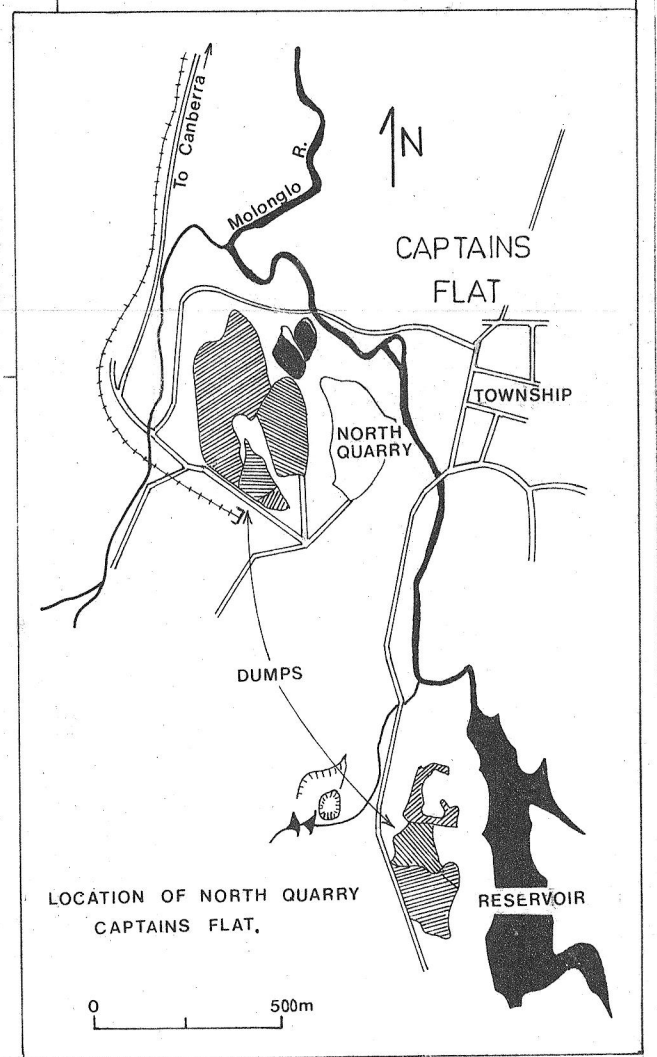 To Canberra
Molonglo R.
N
CAPTAINS
FLAT
TOWNSHIP
NORTH
QUARRY
DUMPS
LOCATION OF NORTH QUARRY
CAPTAINS FLAT.
RESERVOIR
0 500m